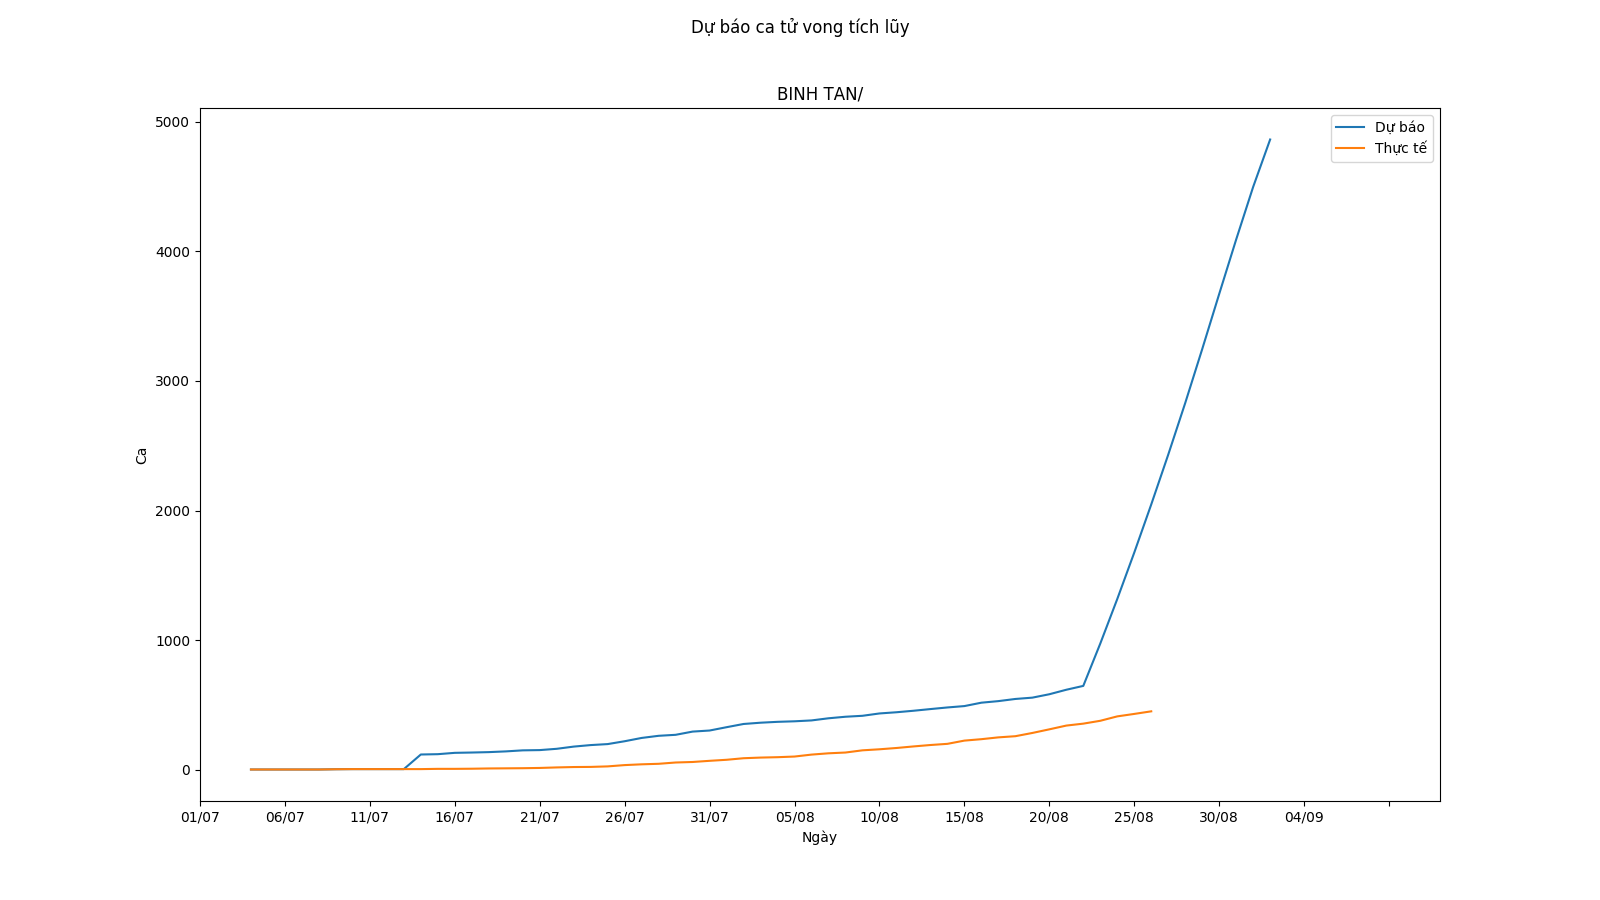 Dự báo ca tử vong tích lũy
BINH TAN/
Dự báo
Thực tế
5000
4000
3000
2000
1000
0
Ca
01/07 06/07 11/07 16/07 21/07 26/07 31/07 05/08 10/08 15/08 20/08 25/08 30/08 04/09
Ngày